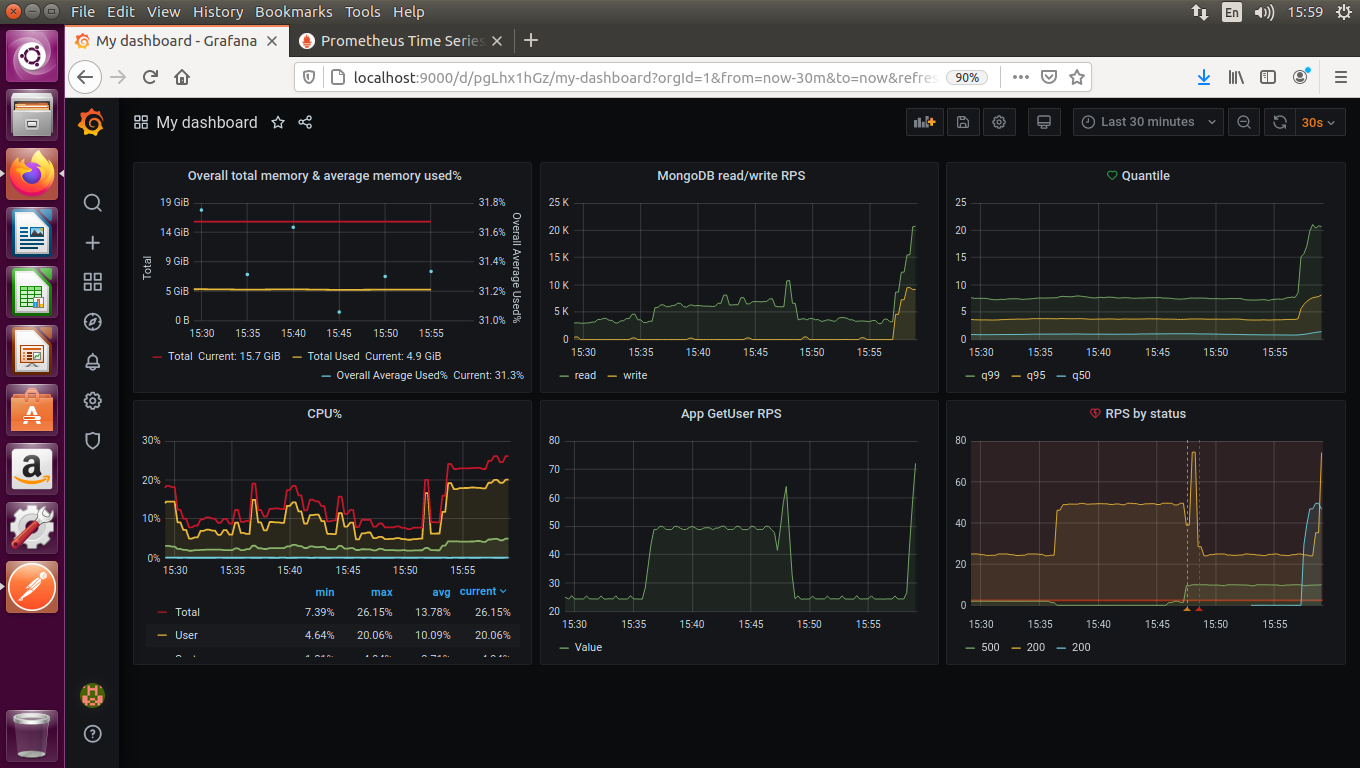 File Edit View History Bookmarks Tools Help
En 15:59
My dashboard - Grafana
Prometheus Time Series
localhost:9000/d/pgLhx1hGz/my-dashboard?orgId=1&from=now-30m&to=now&refres 90%
My dashboard
Last 30 minutes
30s
Overall total memory & average memory used%
19 GiB
14 GiB
9 GiB
5 GiB
0 B
Total
31.8%
31.6%
31.4%
31.2%
31.0%
Overall Average Used%
15:30 15:35 15:40 15:45 15:50 15:55
Total Current: 15.7 GiB Total Used Current: 4.9 GiB
Overall Average Used% Current: 31.3%
MongoDB read/write RPS
25 K
20 K
15 K
10 K
5 K
0
15:30 15:35 15:40 15:45 15:50 15:55
read write
Quantile
25
20
15
10
5
0
15:30 15:35 15:40 15:45 15:50 15:55
q99 q95 q50
CPU%
30%
20%
10%
0%
15:30 15:35 15:40 15:45 15:50 15:55
min max avg current
Total 7.39% 26.15% 13.78% 26.15%
User 4.64% 20.06% 10.09% 20.06%
App GetUser RPS
80
70
60
50
40
30
20
15:30 15:35 15:40 15:45 15:50 15:55
Value
RPS by status
80
60
40
20
0
15:30 15:35 15:40 15:45 15:50 15:55
500 200 200